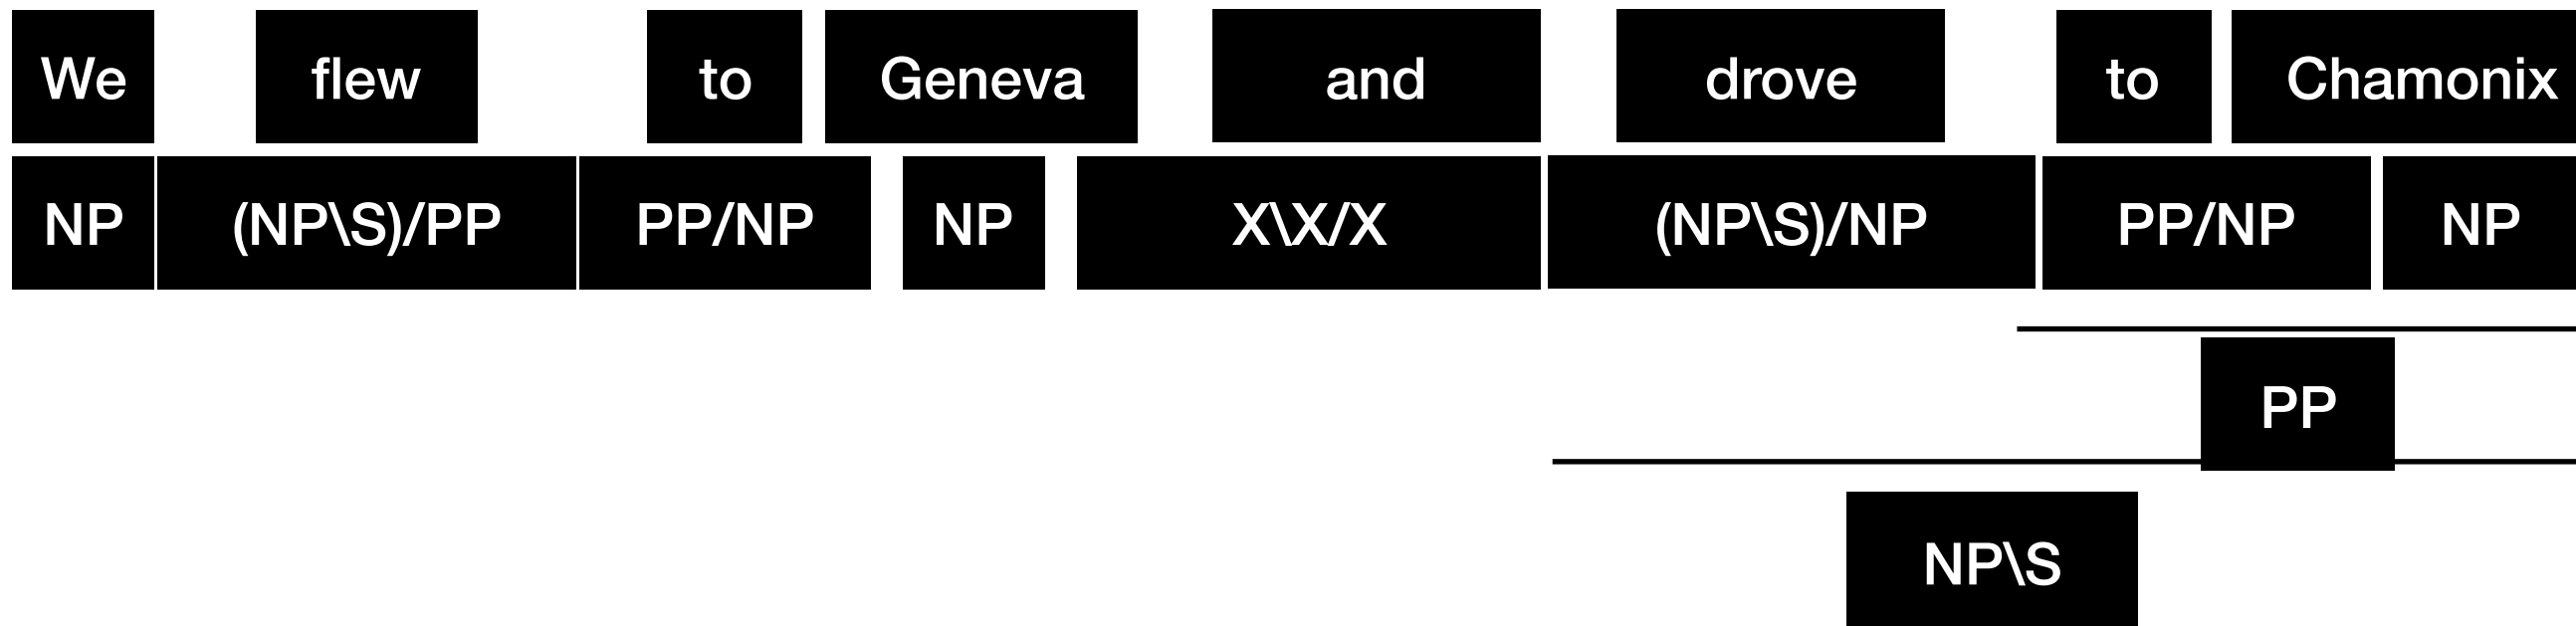 We flew to Geneva and drove to Chamonix
NP (NP\S)/PP PP/NP NP X\X/X (NP\S)/NP PP/NP NP
PP
NP\S